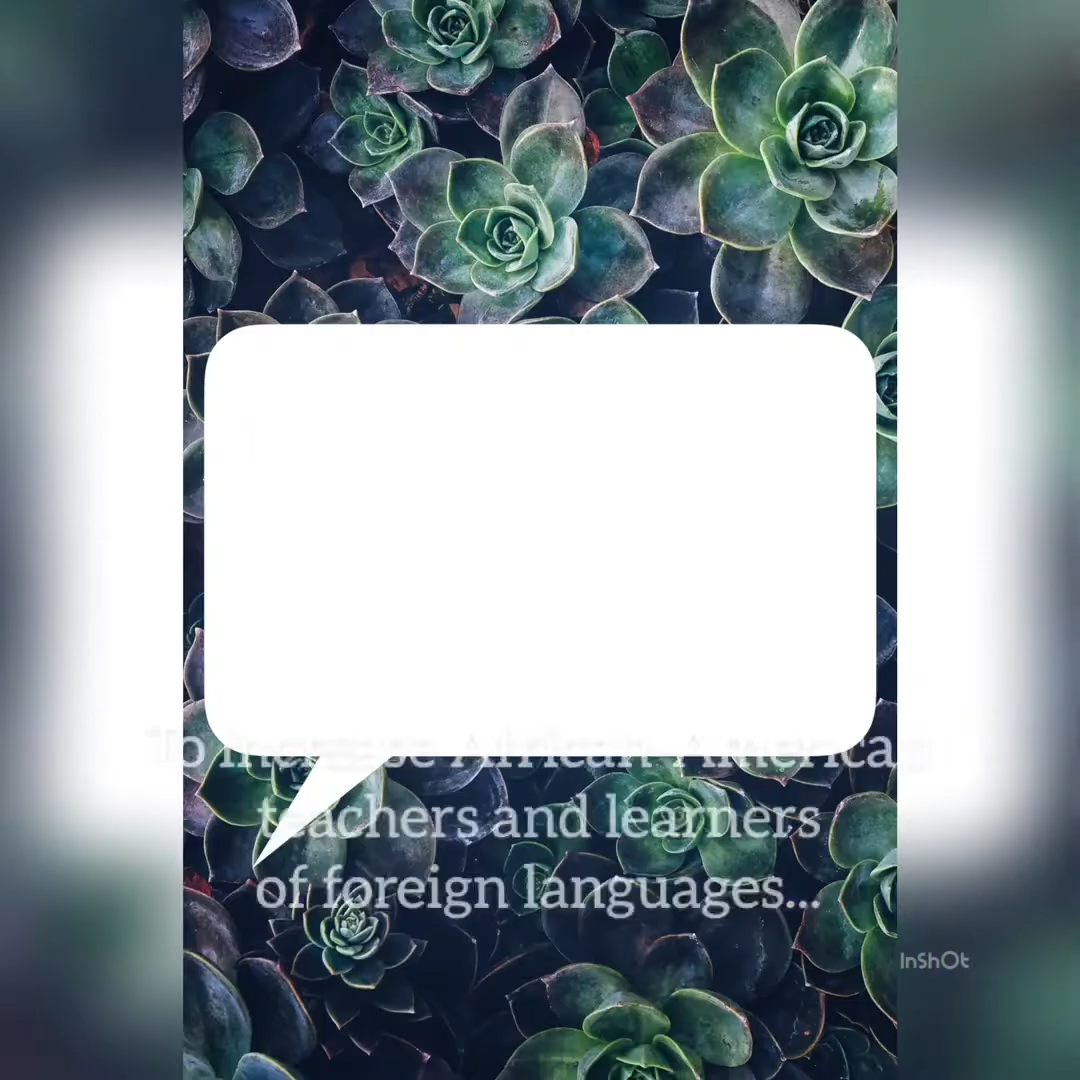 To increase African-American
teachers and learners
of foreign languages...
InShOt